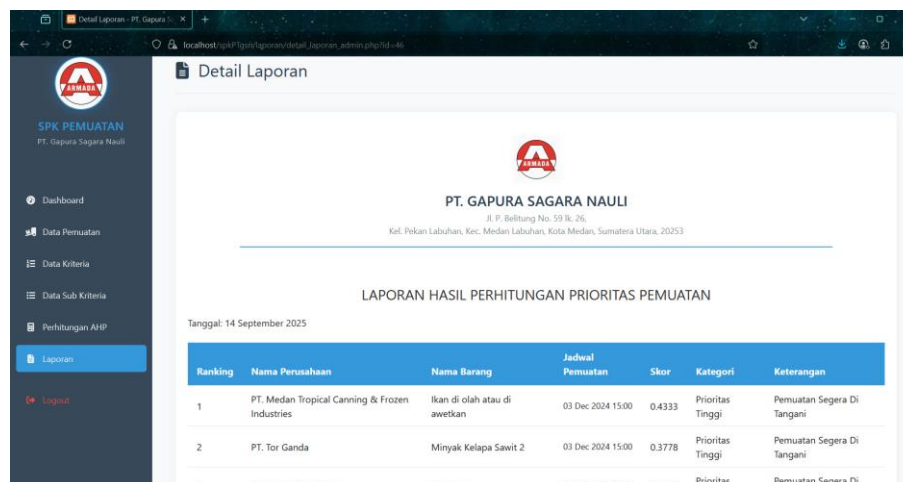 Detail Laporan - PT. Gapura S
localhost/spkPTgsn/laporan/detail_laporan_admin.php?id=46
ARMADA
SPK PEMUATAN
PT. Gapura Sagara Nauli
Dashboard
Data Pemuatan
Data Kriteria
Data Sub Kriteria
Perhitungan AHP
Laporan
Logout
Detail Laporan
ARMADA
PT. GAPURA SAGARA NAULI
Jl. P. Belitung No. 59 lk. 26,
Kel. Pekan Labuhan, Kec. Medan Labuhan, Kota Medan, Sumatera Utara, 20253
LAPORAN HASIL PERHITUNGAN PRIORITAS PEMUATAN
Tanggal: 14 September 2025
Ranking Nama Perusahaan Nama Barang Jadwal Pemuatan Skor Kategori Keterangan
1 PT. Medan Tropical Canning & Frozen Industries Ikan di olah atau di awetkan 03 Dec 2024 15:00 0.4333 Prioritas Tinggi Pemuatan Segera Di Tangani
2 PT. Tor Ganda Minyak Kelapa Sawit 2 03 Dec 2024 15:00 0.3778 Prioritas Tinggi Pemuatan Segera Di Tangani
Prioritas Pemuatan Segera Di